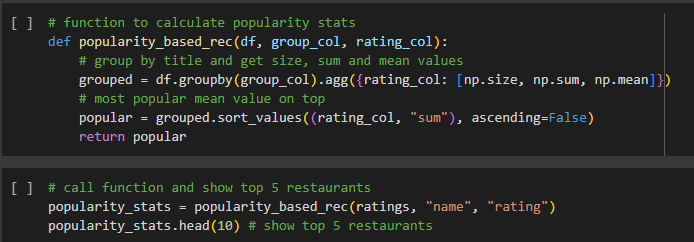 [ ] # function to calculate popularity stats
def popularity_based_rec(df, group_col, rating_col):
    # group by title and get size, sum and mean values
    grouped = df.groupby(group_col).agg({rating_col: [np.size, np.sum, np.mean]})
    # most popular mean value on top
    popular = grouped.sort_values((rating_col, "sum"), ascending=False)
    return popular
[ ] # call function and show top 5 restaurants
popularity_stats = popularity_based_rec(ratings, "name", "rating")
popularity_stats.head(10) # show top 5 restaurants